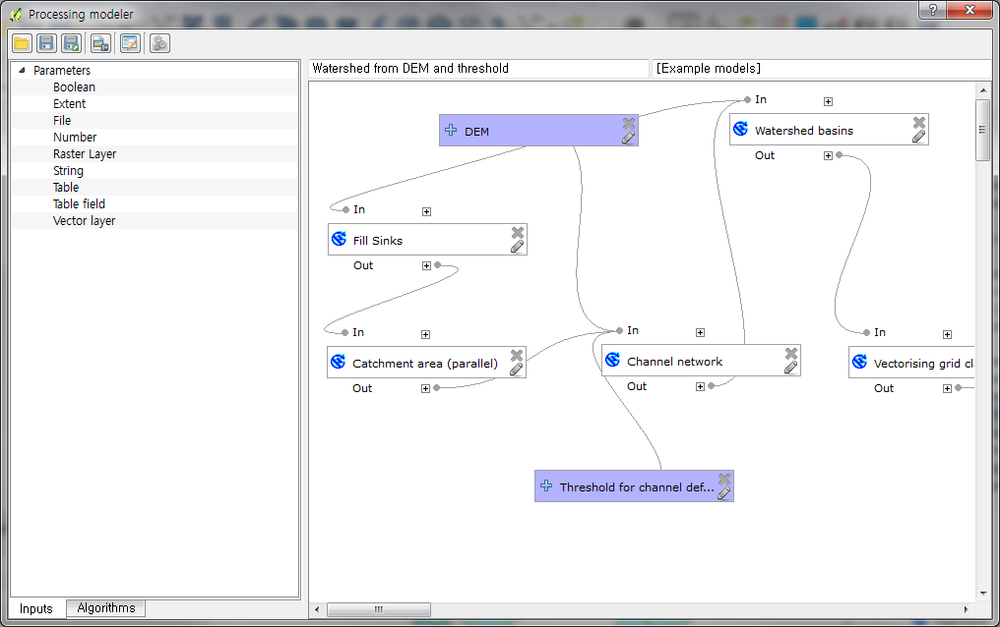 Processing modeler
Parameters
Boolean
Extent
File
Number
Raster Layer
String
Table
Table field
Vector layer
Inputs
Algorithms
Watershed from DEM and threshold
[Example models]
In
DEM
Watershed basins
Out
In
Fill Sinks
Out
In
Catchment area (parallel)
Out
In
Channel network
Out
In
Vectorising grid cl
Out
Threshold for channel def...